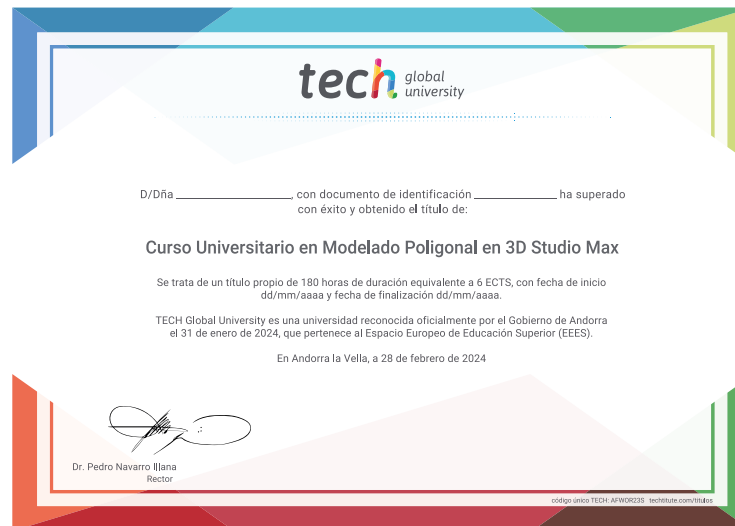 tech global
university
D/Dña ______________, con documento de identificación __________ ha superado
con éxito y obtenido el título de:
Curso Universitario en Modelado Poligonal en 3D Studio Max
Se trata de un título propio de 180 horas de duración equivalente a 6 ECTS, con fecha de inicio
dd/mm/aaaa y fecha de finalización dd/mm/aaaa.
TECH Global University es una universidad reconocida oficialmente por el Gobierno de Andorra
el 31 de enero de 2024, que pertenece al Espacio Europeo de Educación Superior (EEES).
En Andorra la Vella, a 28 de febrero de 2024
Dr. Pedro Navarro Illana
Rector
código único TECH: AFWOR23S techtitute.com/titulos